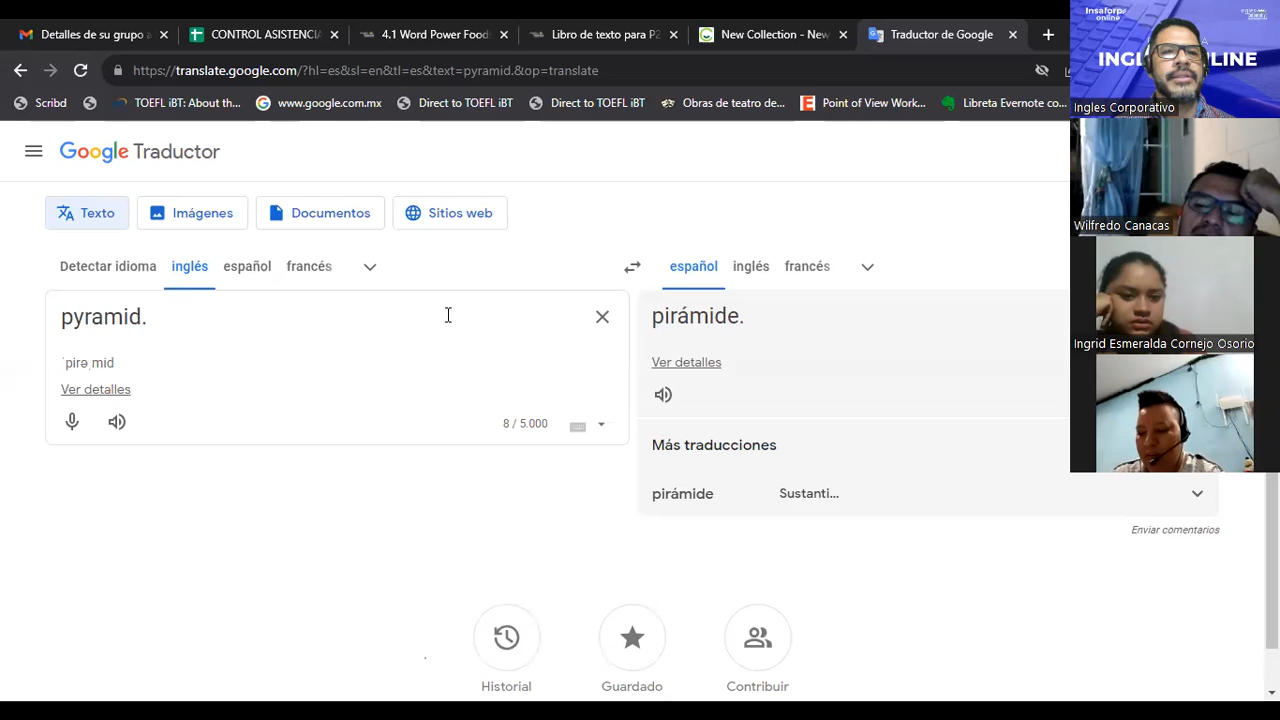 Detalles de su grupo a
CONTROL ASISTENCIA
4.1 Word Power Foods
Libro de texto para P2
New Collection - New
Traductor de Google
https://translate.google.com/?hl=es&sl=en&tl=es&text=pyramid.&op=translate
Scribd
TOEFL iBT: About th...
www.google.com.mx
Direct to TOEFL iBT
Direct to TOEFL iBT
Obras de teatro de...
Point of View Work...
Libreta Evernote co...
Google Traductor
Texto
Imágenes
Documentos
Sitios web
Detectar idioma
inglés
español
francés
español
inglés
francés
pyramid.
ˈpirəˌmid
Ver detalles
8 / 5.000
pirámide.
Ver detalles
Más traducciones
pirámide
Sustanti...
Enviar comentarios
Historial
Guardado
Contribuir
Insaforp
online
INGL
ONLINE
Ingles Corporativo
Wilfredo Canacas
Ingrid Esmeralda Cornejo Osorio